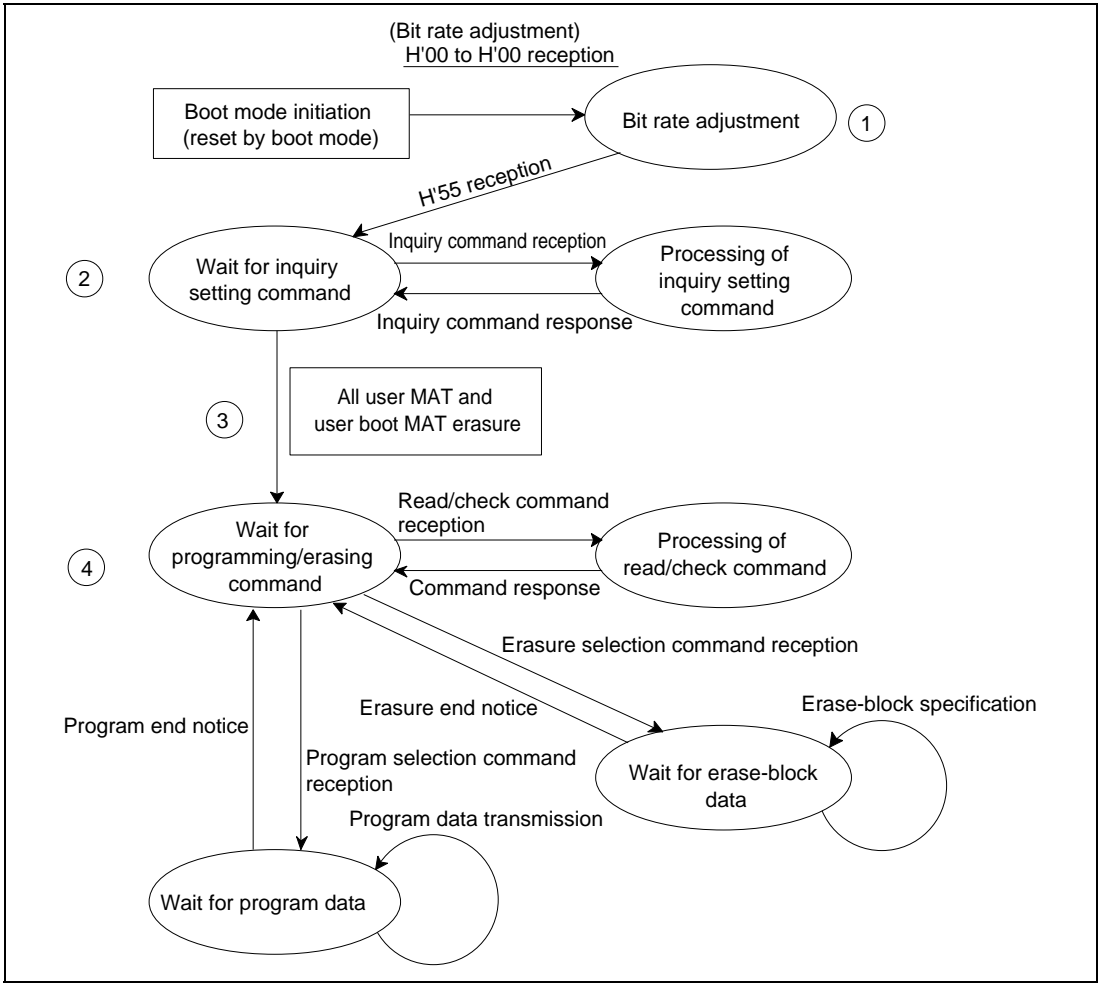 (Bit rate adjustment)
H'00 to H'00 reception
Boot mode initiation
(reset by boot mode)
Bit rate adjustment
1
H'55 reception
2
Wait for inquiry
setting command
Inquiry command reception
Inquiry command response
Processing of
inquiry setting
command
3
All user MAT and
user boot MAT erasure
4
Wait for
programming/erasing
command
Read/check command
reception
Command response
Processing of
read/check command
Erasure selection command reception
Erasure end notice
Program end notice
Erase-block specification
Program selection command
reception
Wait for erase-block
data
Program data transmission
Wait for program data